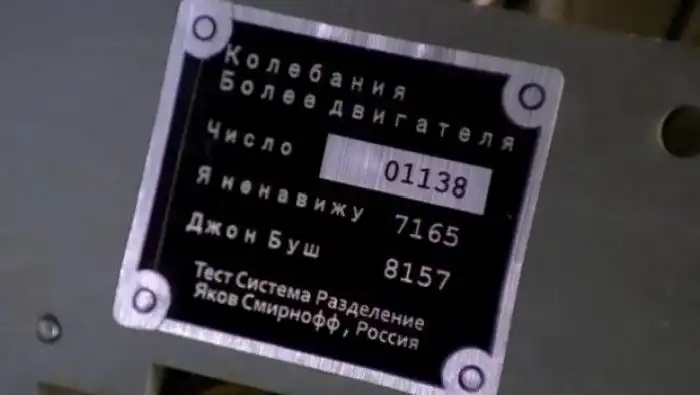 Колебания
Более двигателя
Число 01138
Я ненавижу 7165
Джон Буш 8157
Тест Система Разделение
Яков Смирнофф, Россия